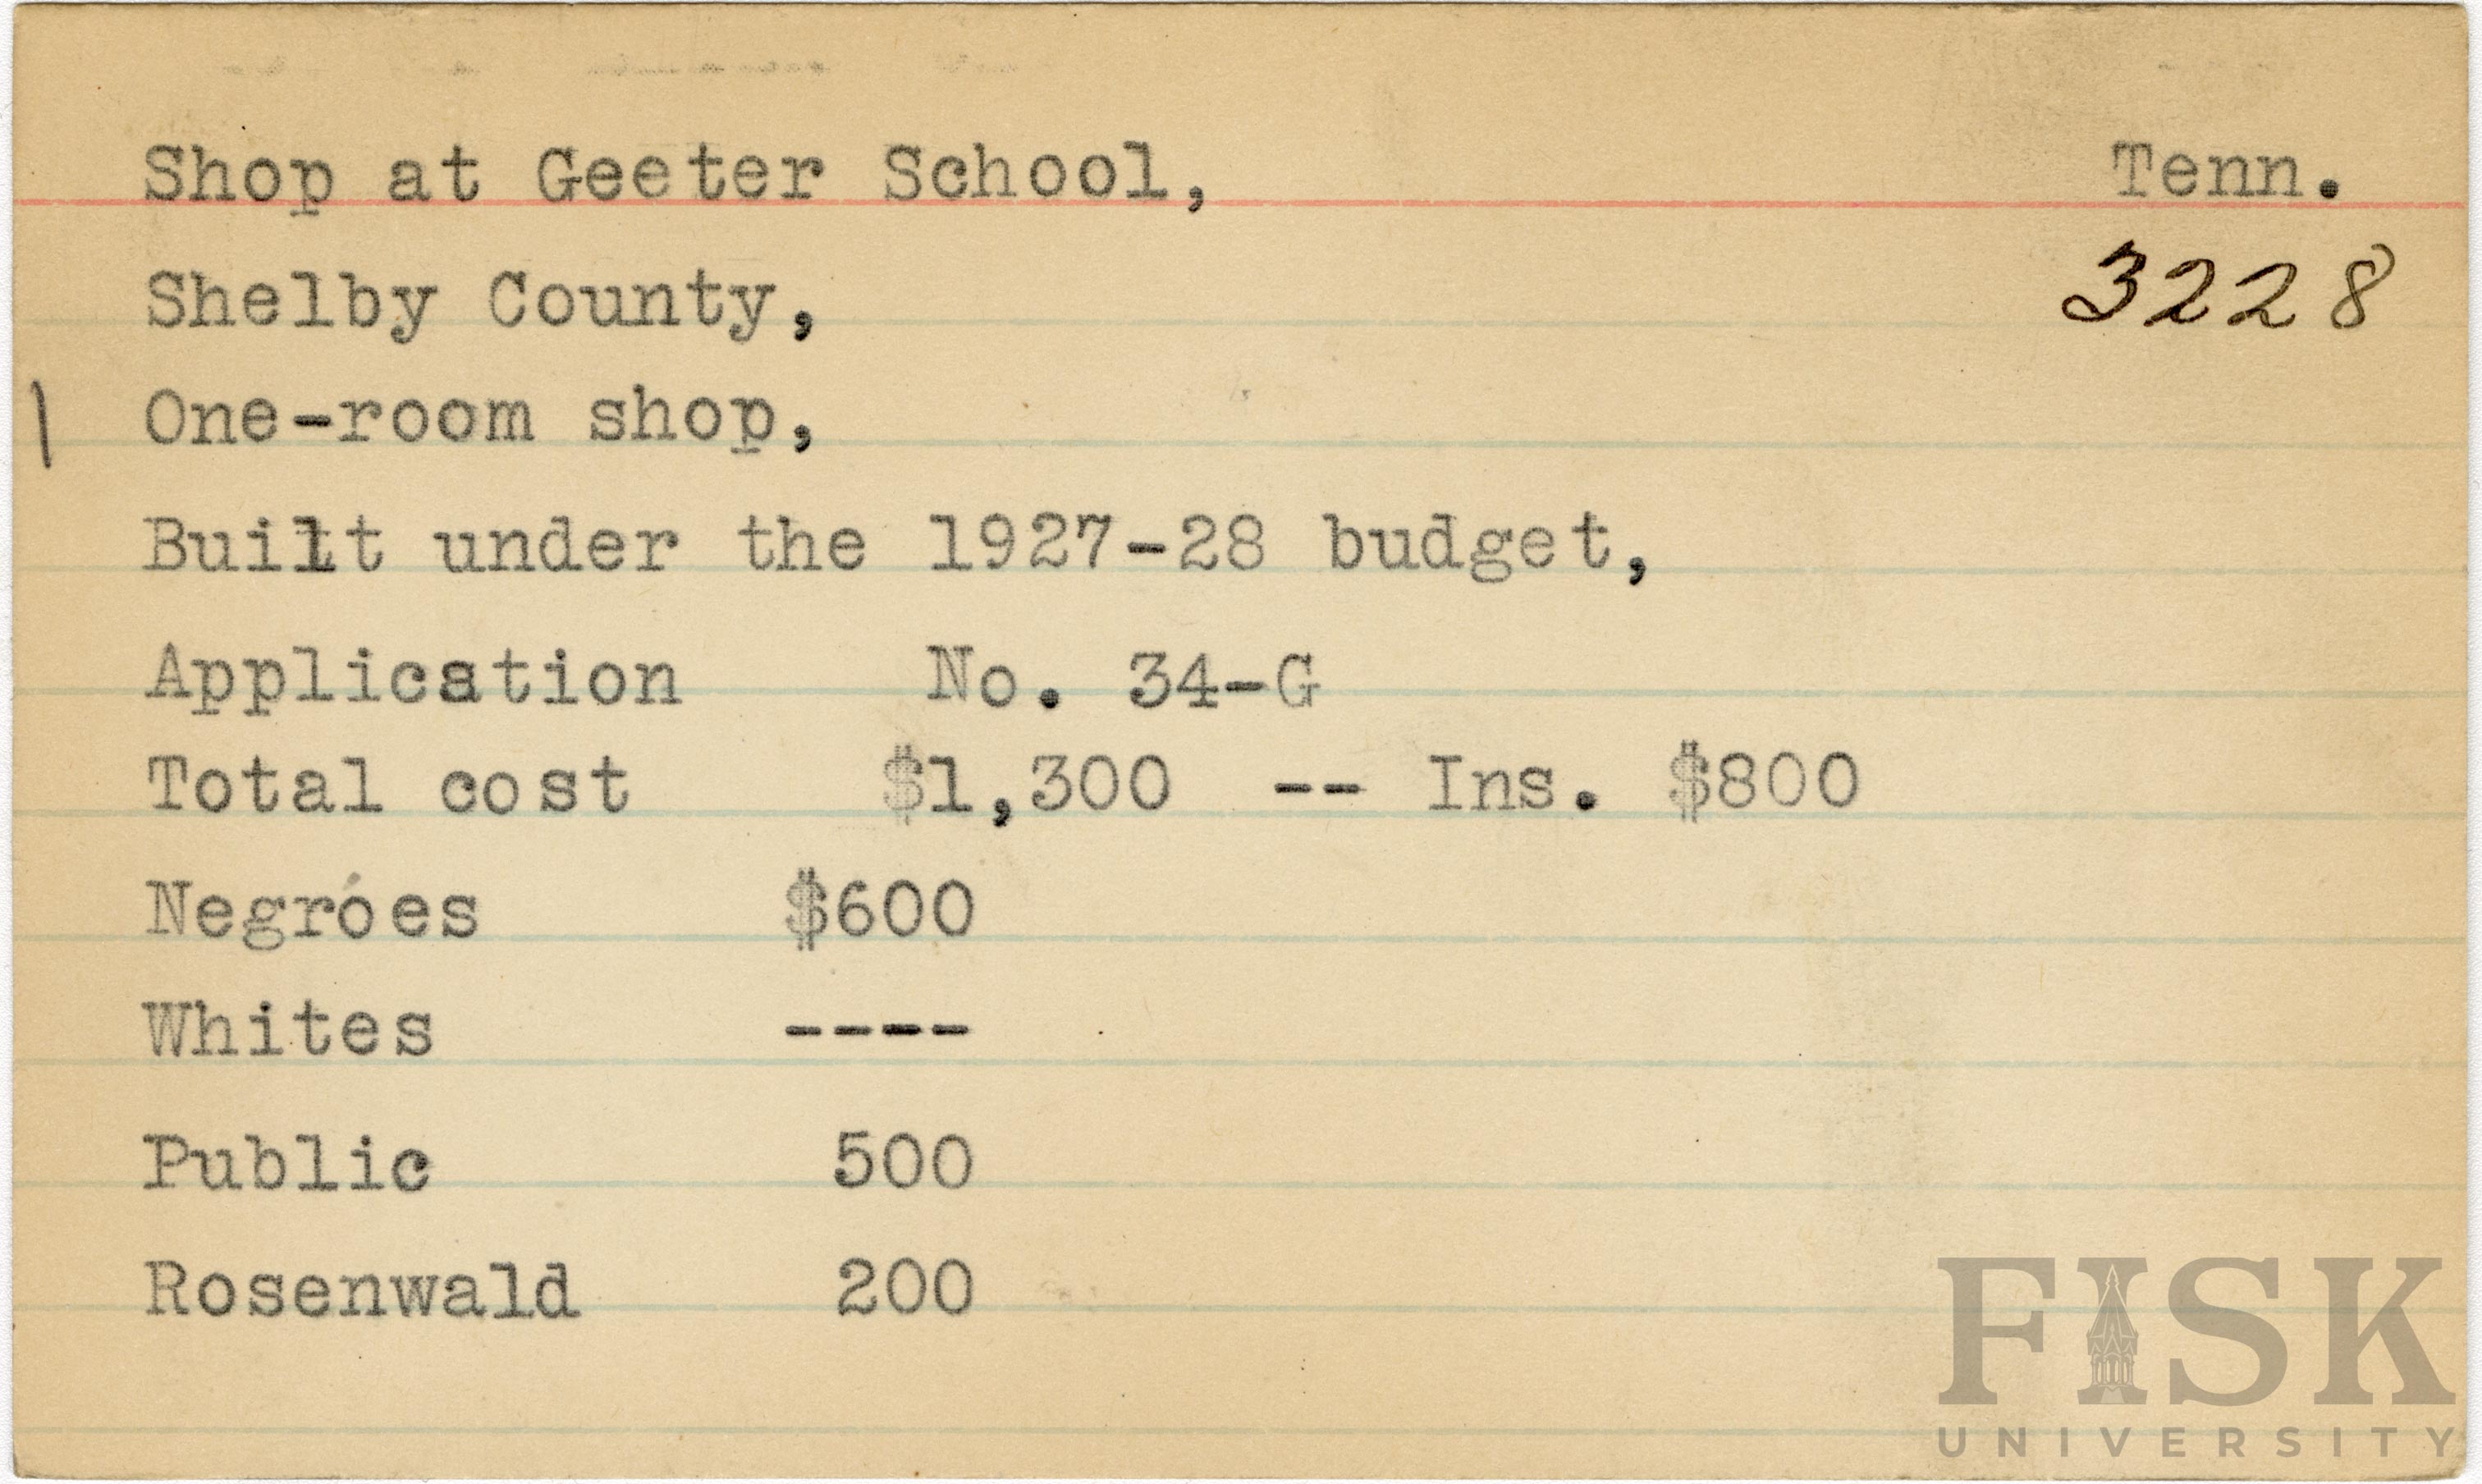 Shop at Geeter School, Tenn.
3228
Shelby County,
One-room shop,
Built under the 1927-28 budget,
Application No. 34-G
Total cost $1,300 -- Ins. $800
Negroes $600
Whites ----
Public 500
Rosenwald 200
FISK
UNIVERSITY